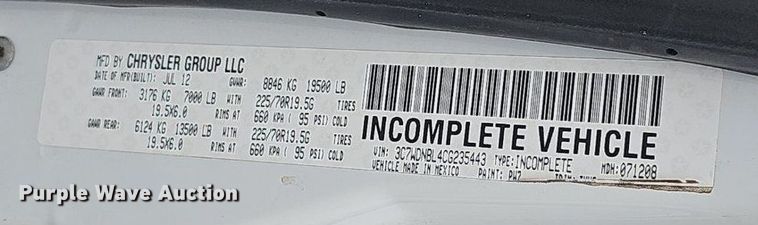 MFD BY CHRYSLER GROUP LLC
DATE OF MFR(BUILT): JUL 12 GVWR: 8846 KG 19500 LB
GAWR FRONT: 3176 KG 7000 LB WITH 225/70R19.5G TIRES
19.5X6.0 RIMS AT 660 KPA ( 95 PSI) COLD
GAWR REAR: 6124 KG 13500 LB WITH 225/70R19.5G TIRES
19.5X6.0 RIMS AT 660 KPA ( 95 PSI) COLD
INCOMPLETE VEHICLE
VIN: 3C7WDNBL4CG235443 TYPE:INCOMPLETE
VEHICLE MADE IN MEXICO PAINT: PW7 MDH:071208
Purple Wave Auction